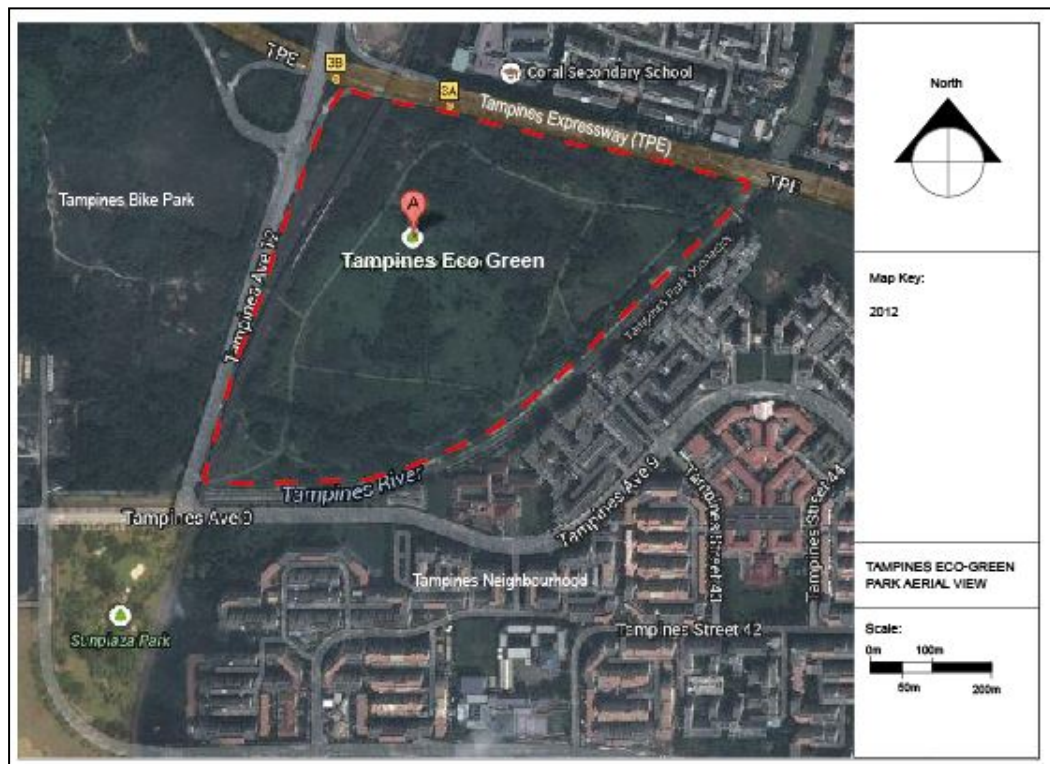 TPE
3B
3A
Coral Secondary School
Tampines Expressway (TPE)
TPE
Tampines Bike Park
A
Tampines Eco Green
Tampines Ave 12
Tampines Park Connector
Tampines River
Tampines Ave 9
Tampines Ave 9
Tampines Street 41
Tampines Street 44
Tampines Neighbourhood
Tampines Street 42
Sunplaza Park
North
Map Key:
2012
TAMPINES ECO-GREEN
PARK AERIAL VIEW
Scale:
0m
100m
50m
200m